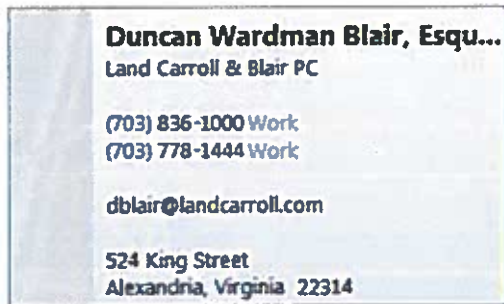 Duncan Wardman Blair, Esqu...
Land Carroll & Blair PC
(703) 836-1000 Work
(703) 778-1444 Work
dblair@landcarroll.com
524 King Street
Alexandria, Virginia 22314